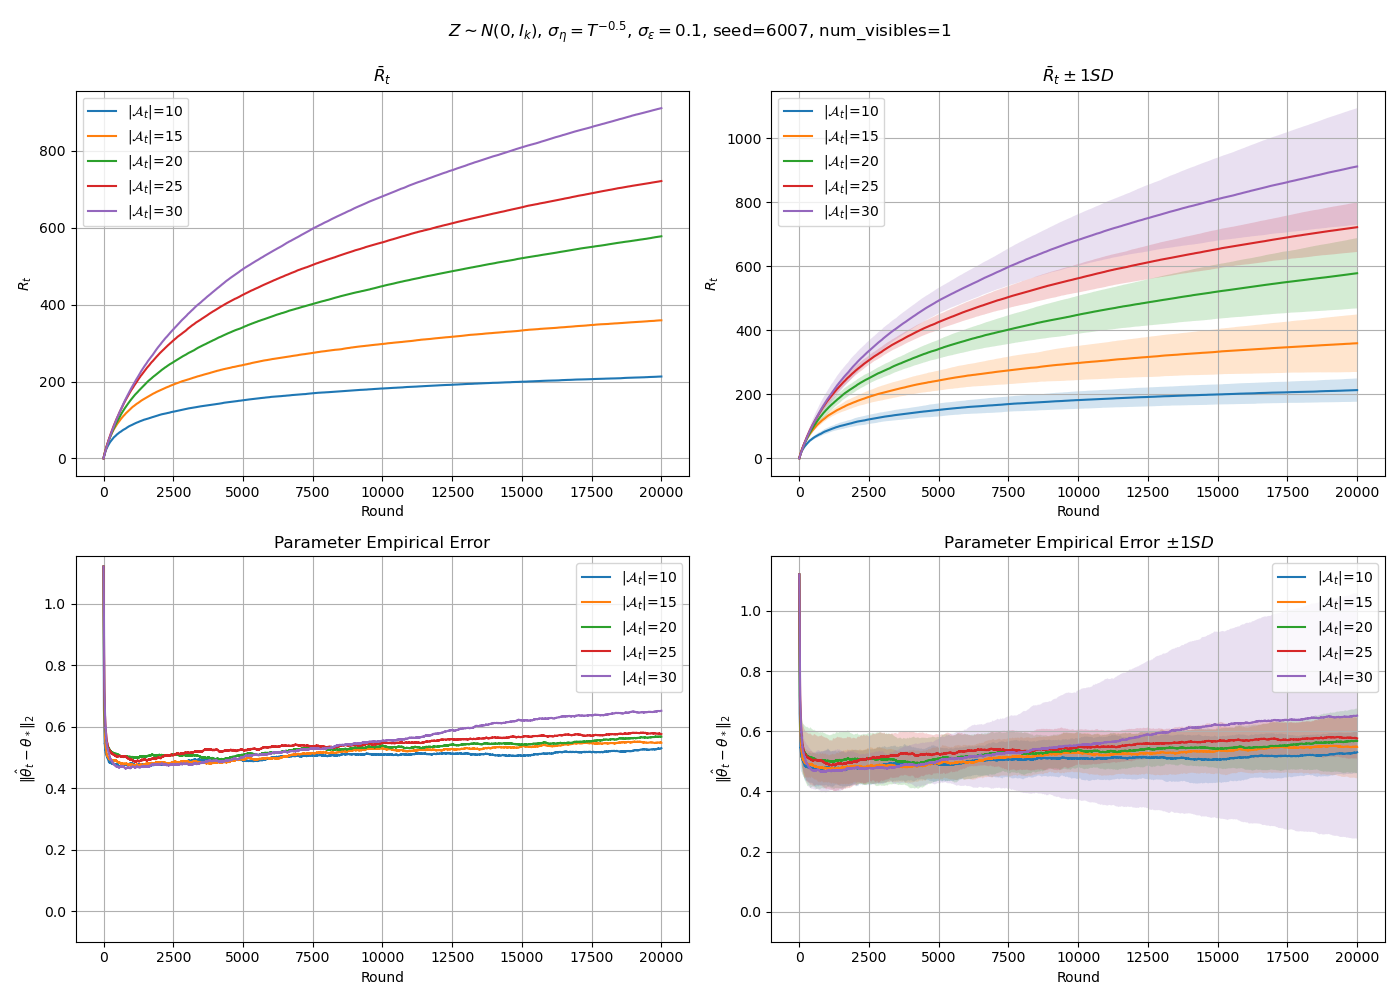 Z ∼ N(0, I_k), σ_η = T^{−0.5}, σ_ε = 0.1, seed=6007, num_visibles=1
R̄_t
R_t
800
600
400
200
0
|𝒜_t|=10
|𝒜_t|=15
|𝒜_t|=20
|𝒜_t|=25
|𝒜_t|=30
0 2500 5000 7500 10000 12500 15000 17500 20000
Round
R̄_t ± 1SD
R_t
1000
800
600
400
200
0
|𝒜_t|=10
|𝒜_t|=15
|𝒜_t|=20
|𝒜_t|=25
|𝒜_t|=30
0 2500 5000 7500 10000 12500 15000 17500 20000
Round
Parameter Empirical Error
‖θ̂_t − θ_*‖_2
1.0
0.8
0.6
0.4
0.2
0.0
|𝒜_t|=10
|𝒜_t|=15
|𝒜_t|=20
|𝒜_t|=25
|𝒜_t|=30
0 2500 5000 7500 10000 12500 15000 17500 20000
Round
Parameter Empirical Error ±1SD
‖θ̂_t − θ_*‖_2
1.0
0.8
0.6
0.4
0.2
0.0
|𝒜_t|=10
|𝒜_t|=15
|𝒜_t|=20
|𝒜_t|=25
|𝒜_t|=30
0 2500 5000 7500 10000 12500 15000 17500 20000
Round